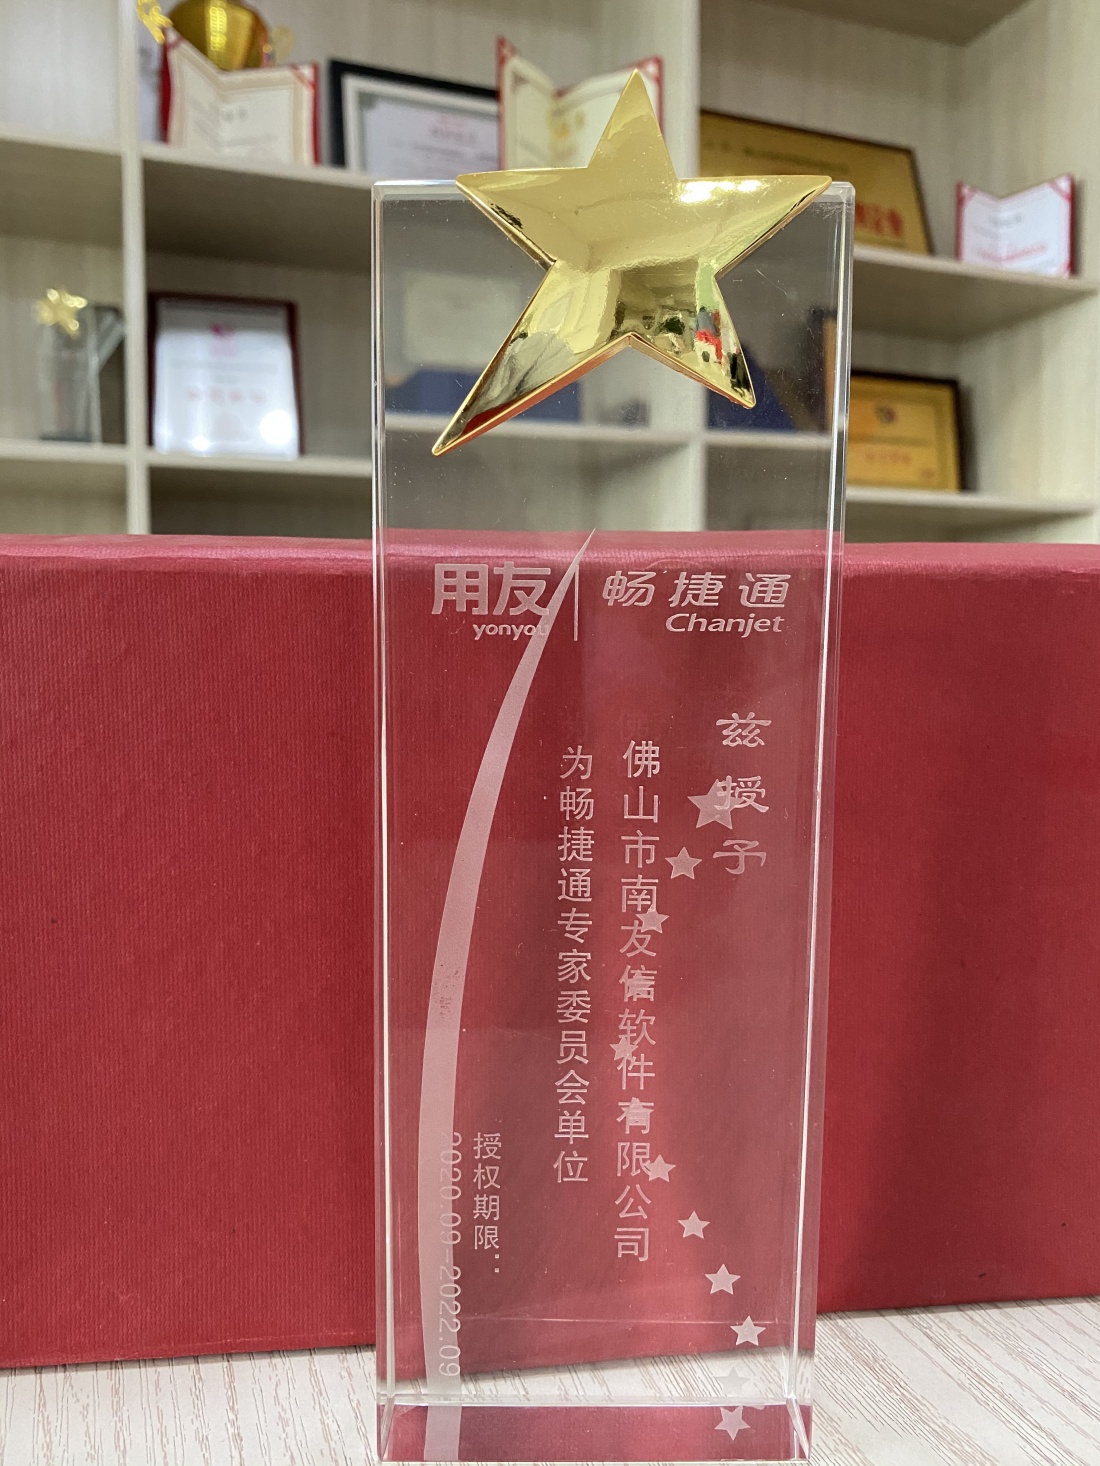 用友
yonyou
畅捷通
Chanjet
兹授予
佛山市南友信软件有限公司
为畅捷通专家委员会单位
授权期限：
2020.09-2022.09